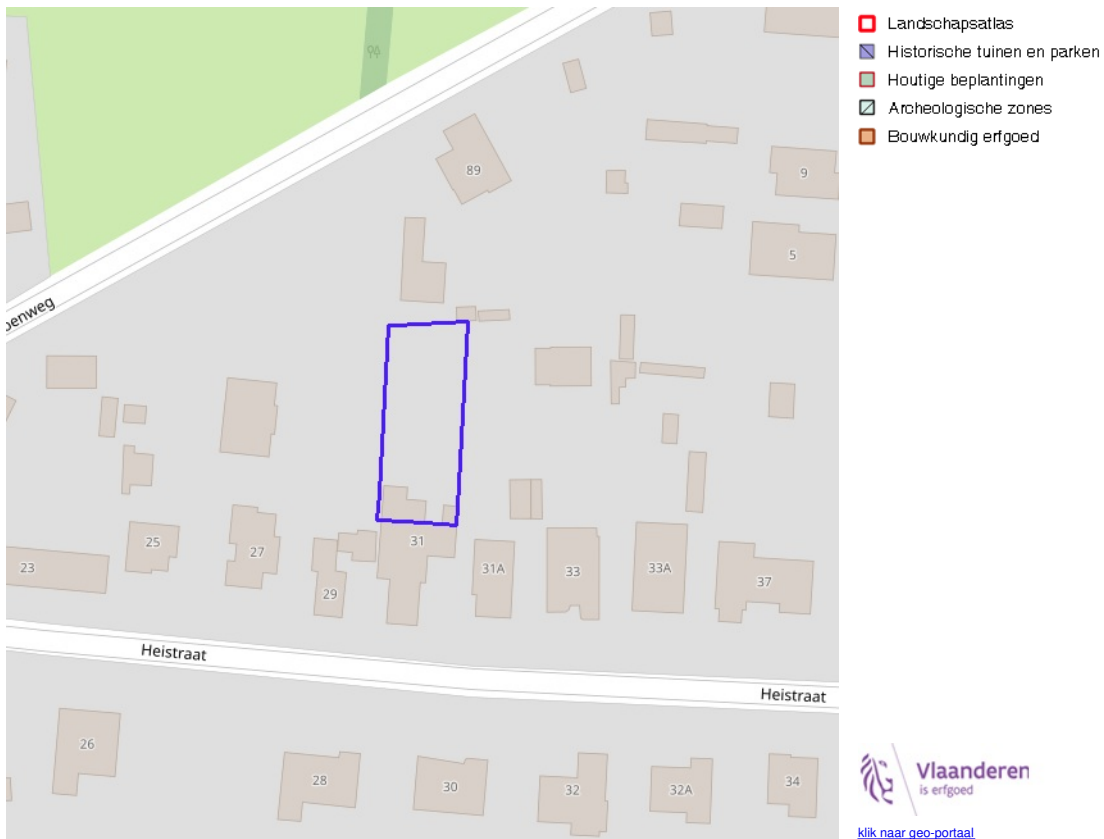 Landschapsatlas
Historische tuinen en parken
Houtige beplantingen
Archeologische zones
Bouwkundig erfgoed
89
9
5
25
27
23
29
31
31A
33
33A
37
Heistraat
Heistraat
26
28
30
32
32A
34
Vlaanderen
is erfgoed
klik naar geo-portaal